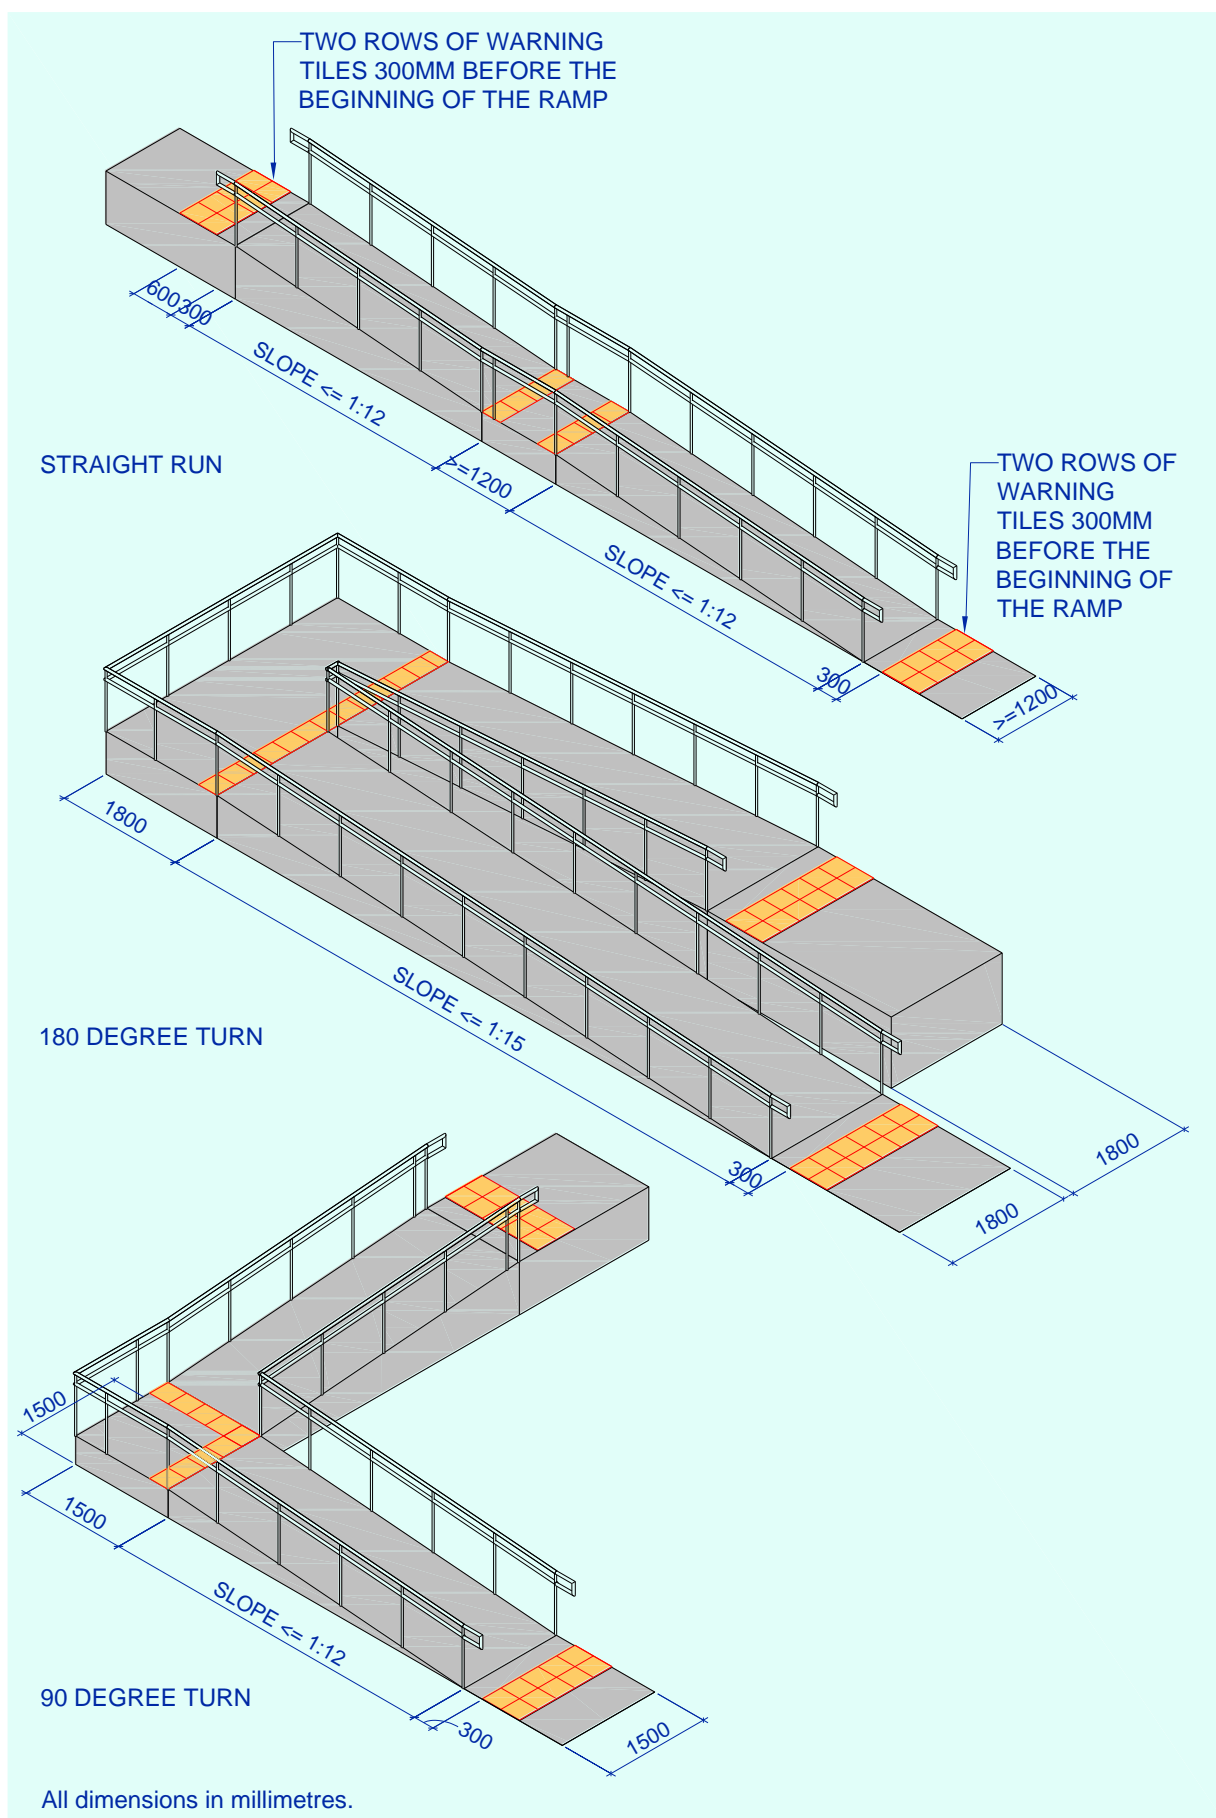 TWO ROWS OF WARNING
TILES 300MM BEFORE THE
BEGINNING OF THE RAMP
600
300
SLOPE <= 1:12
>=1200
SLOPE <= 1:12
300
>=1200
STRAIGHT RUN
TWO ROWS OF
WARNING
TILES 300MM
BEFORE THE
BEGINNING OF
THE RAMP
1800
SLOPE <= 1:15
300
1800
1800
180 DEGREE TURN
1500
1500
SLOPE <= 1:12
300
1500
90 DEGREE TURN
All dimensions in millimetres.